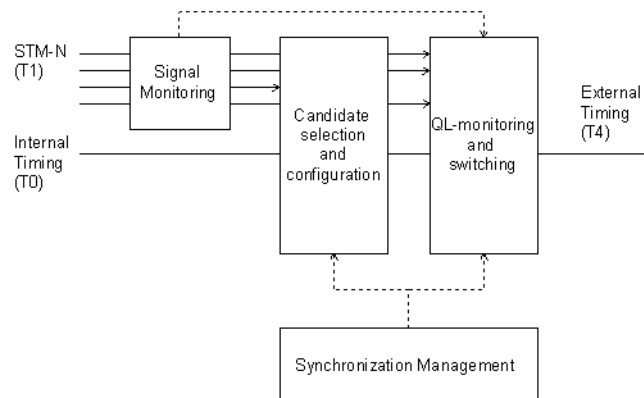 STM-N
(T1)
Signal
Monitoring
Internal
Timing
(T0)
Candidate
selection
and
configuration
QL-monitoring
and
switching
External
Timing
(T4)
Synchronization Management